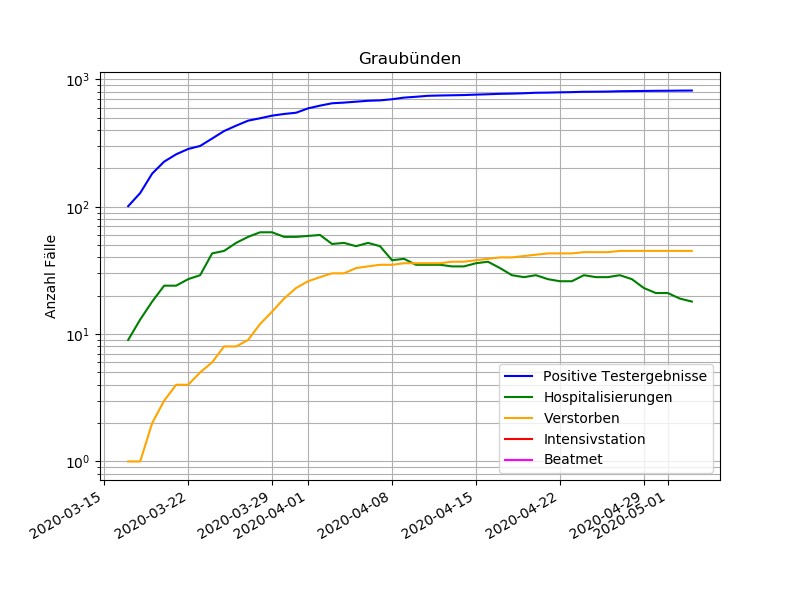 Graubünden
Anzahl Fälle
10³
10²
10¹
10⁰
Positive Testergebnisse
Hospitalisierungen
Verstorben
Intensivstation
Beatmet
2020-03-15
2020-03-22
2020-03-29
2020-04-01
2020-04-08
2020-04-15
2020-04-22
2020-04-29
2020-05-01